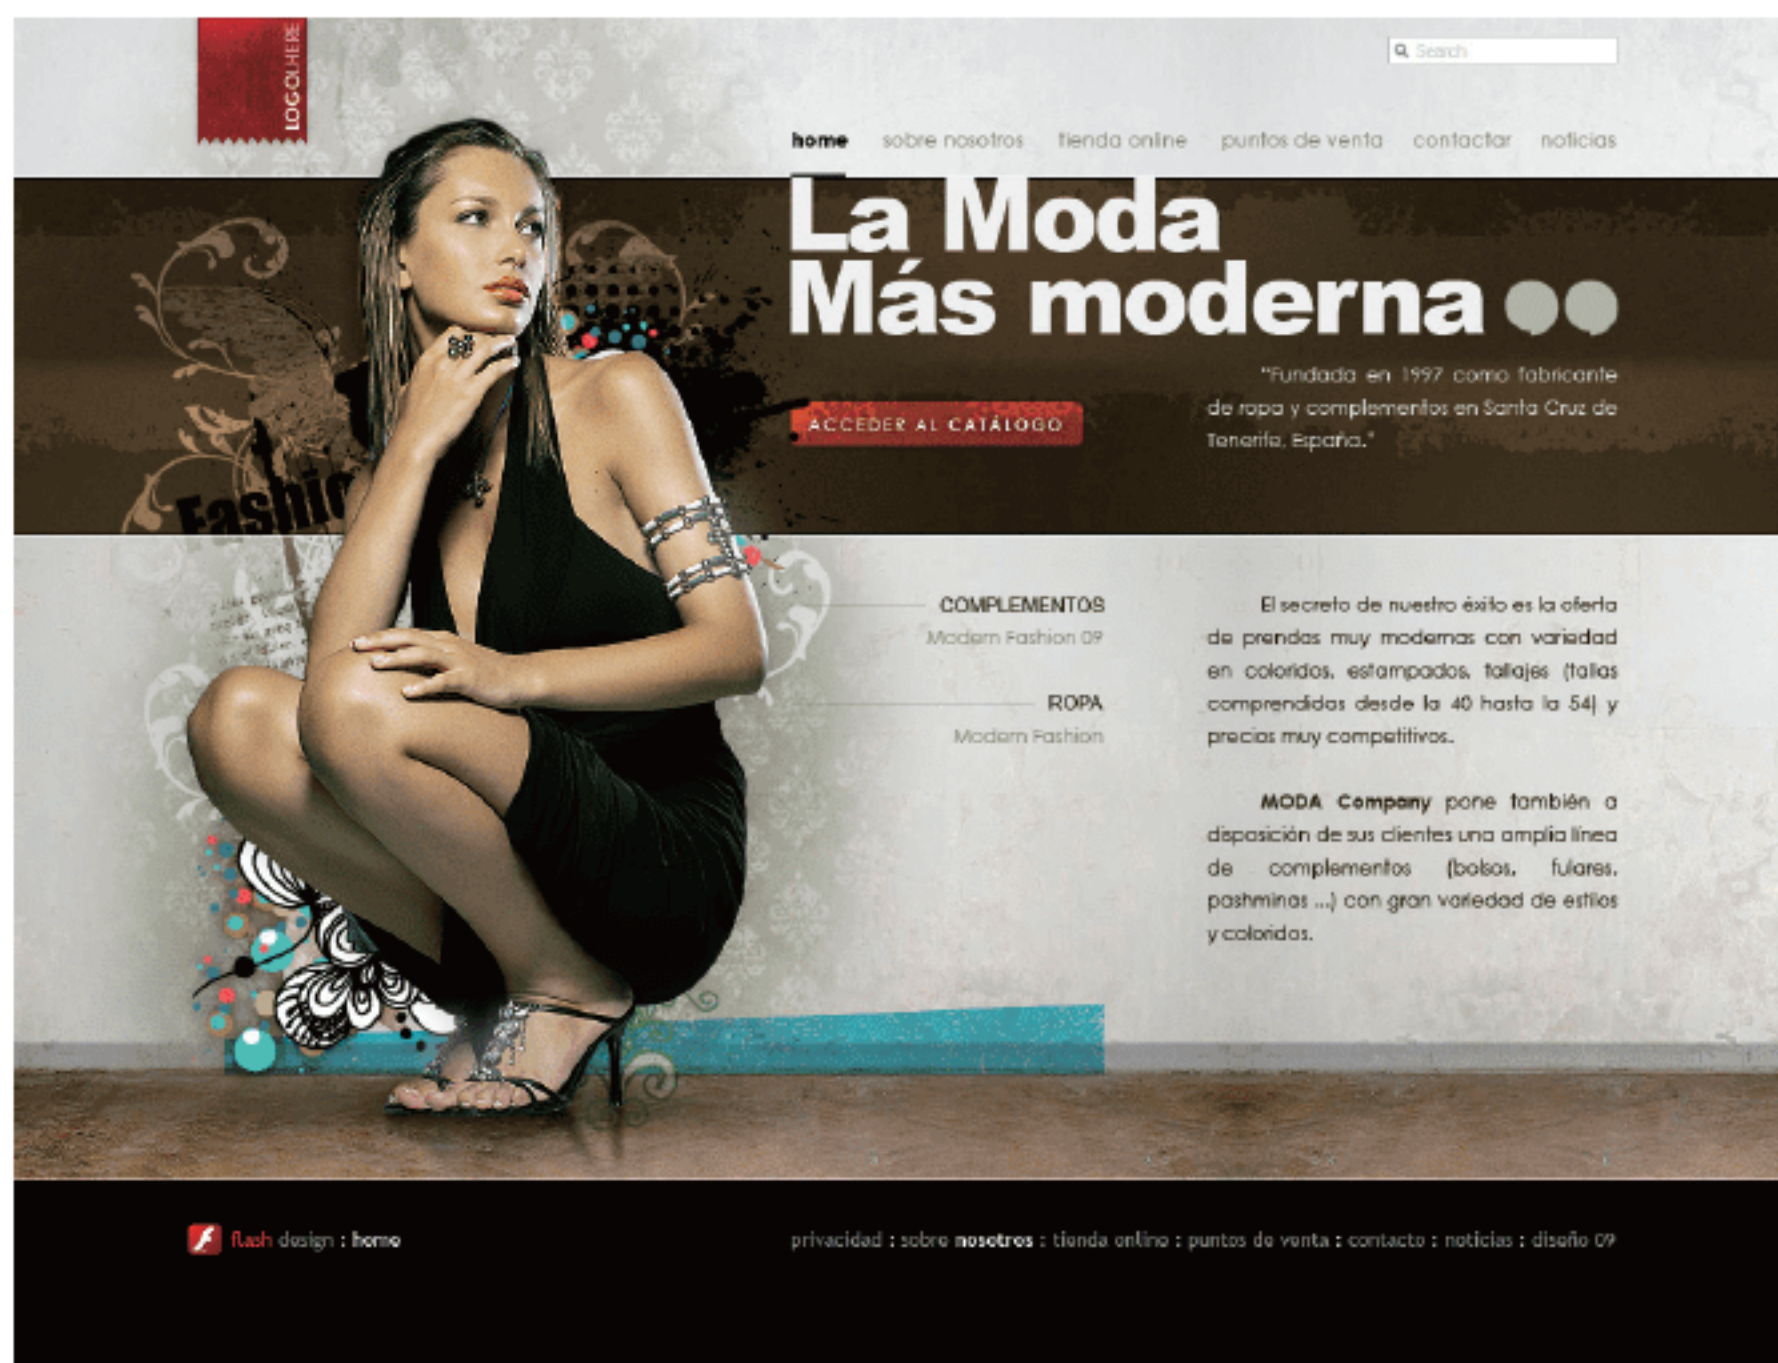 LOGOHERE
Search
home sobre nosotros tienda online puntos de venta contactar noticias
La Moda
Más moderna
"Fundada en 1997 como fabricante
de ropa y complementos en Santa Cruz de
Tenerife, España."
ACCEDER AL CATÁLOGO
Fashio
COMPLEMENTOS
Modern Fashion 09
ROPA
Modern Fashion
El secreto de nuestro éxito es la oferta
de prendas muy modernas con variedad
en coloridos, estampados, tallajes (tallas
comprendidas desde la 40 hasta la 54) y
precios muy competitivos.
MODA Company pone también a
disposición de sus clientes una amplia línea
de complementos (bolsos, fulares,
pashminas ...) con gran variedad de estilos
y coloridos.
flash design : home
privacidad : sobre nosotros : tienda online : puntos de venta : contacto : noticias : diseño 09